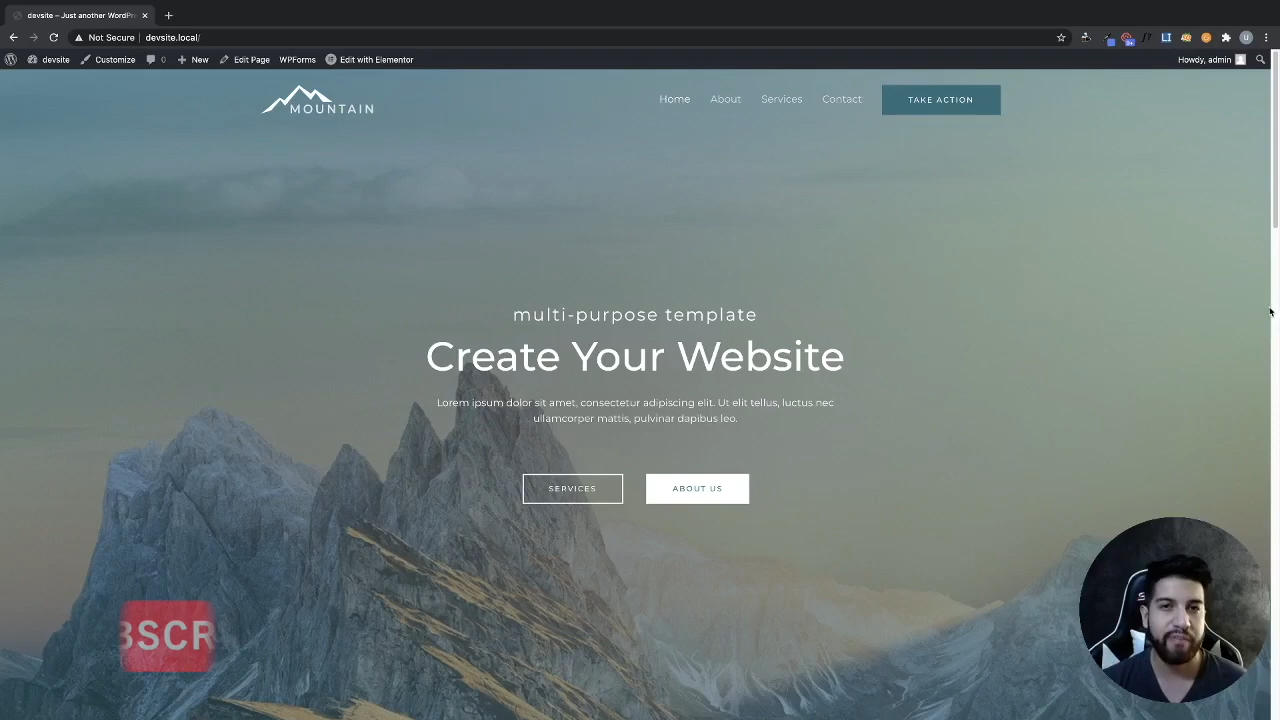 devsite – Just another WordPr
Not Secure
devsite.local/
devsite
Customize
0
New
Edit Page
WPForms
Edit with Elementor
Howdy, admin
MOUNTAIN
Home
About
Services
Contact
TAKE ACTION
multi-purpose template
Create Your Website
Lorem ipsum dolor sit amet, consectetur adipiscing elit. Ut elit tellus, luctus nec
ullamcorper mattis, pulvinar dapibus leo.
SERVICES
ABOUT US
BSCR